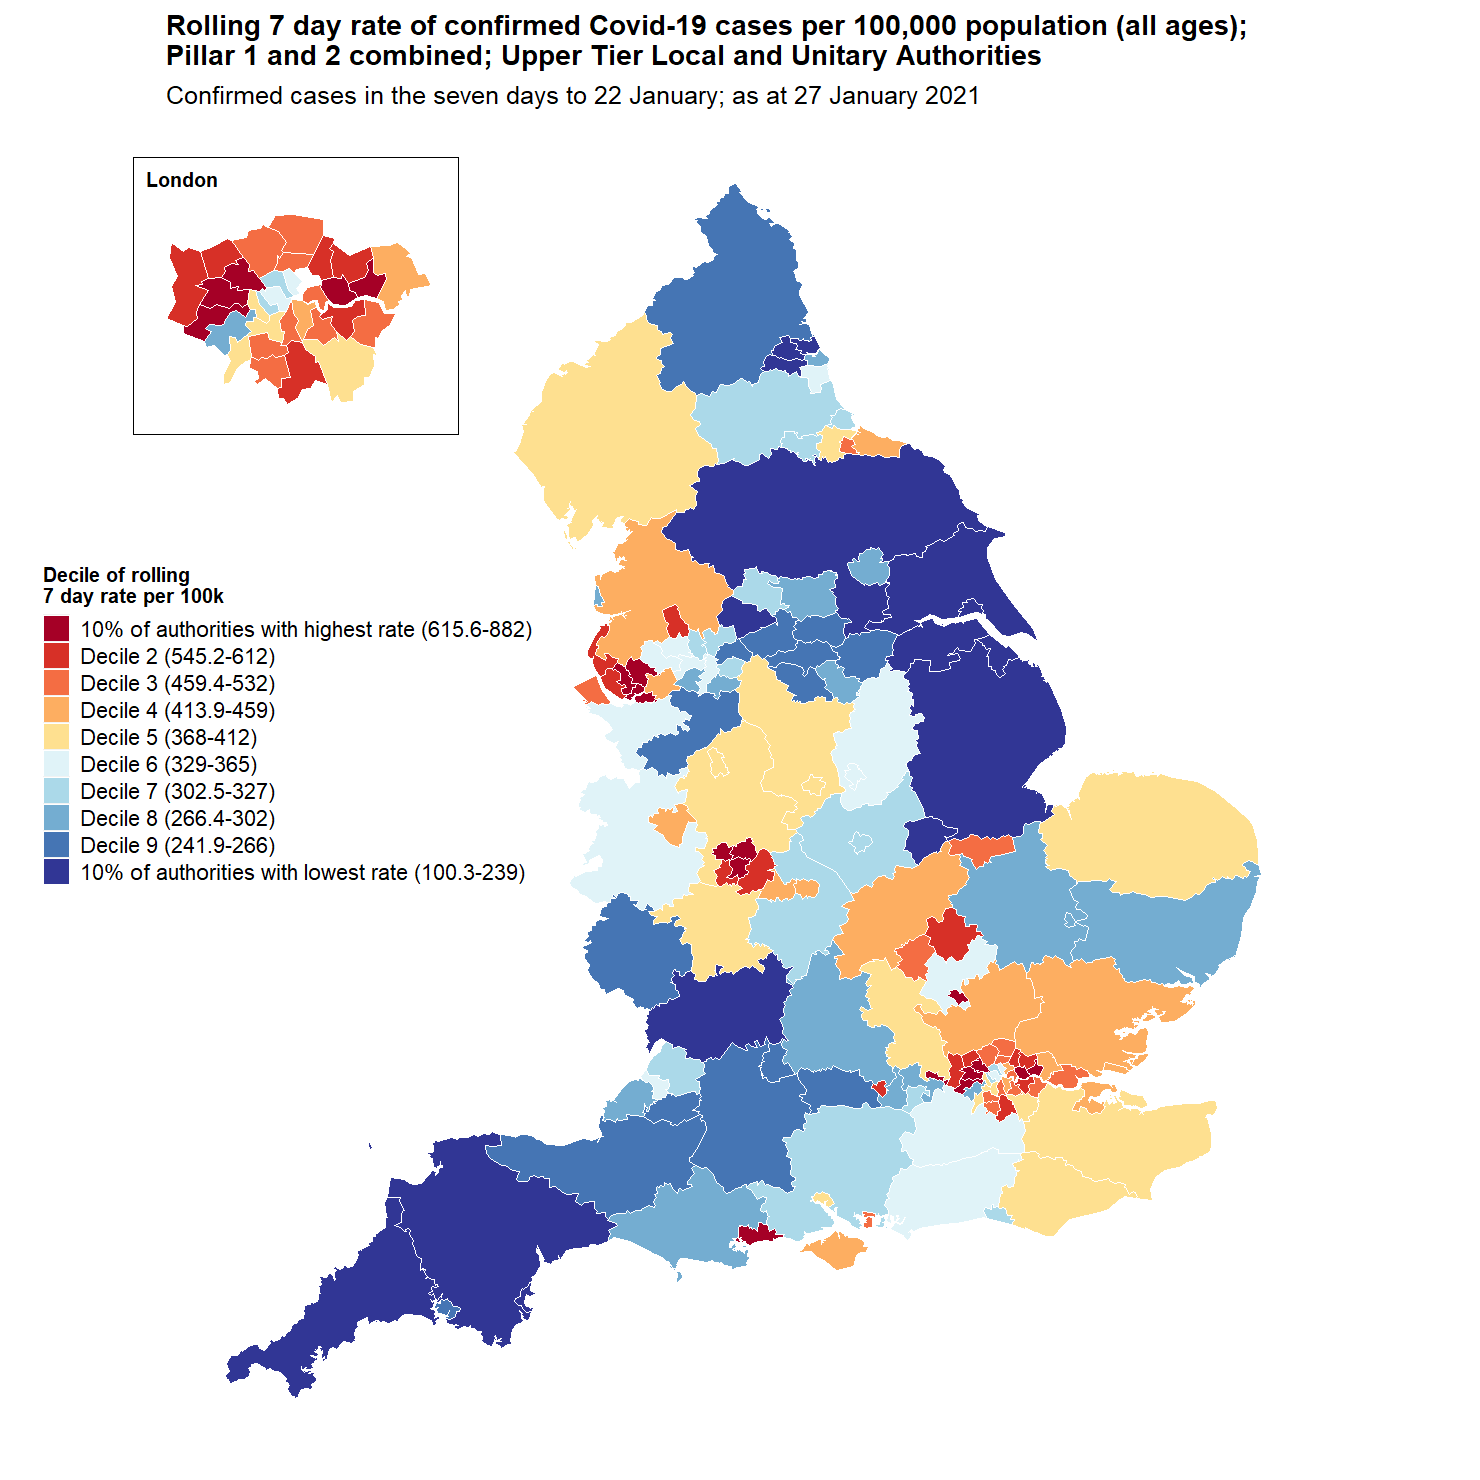 Rolling 7 day rate of confirmed Covid-19 cases per 100,000 population (all ages);
Pillar 1 and 2 combined; Upper Tier Local and Unitary Authorities
Confirmed cases in the seven days to 22 January; as at 27 January 2021
London
Decile of rolling
7 day rate per 100k
10% of authorities with highest rate (615.6-882)
Decile 2 (545.2-612)
Decile 3 (459.4-532)
Decile 4 (413.9-459)
Decile 5 (368-412)
Decile 6 (329-365)
Decile 7 (302.5-327)
Decile 8 (266.4-302)
Decile 9 (241.9-266)
10% of authorities with lowest rate (100.3-239)